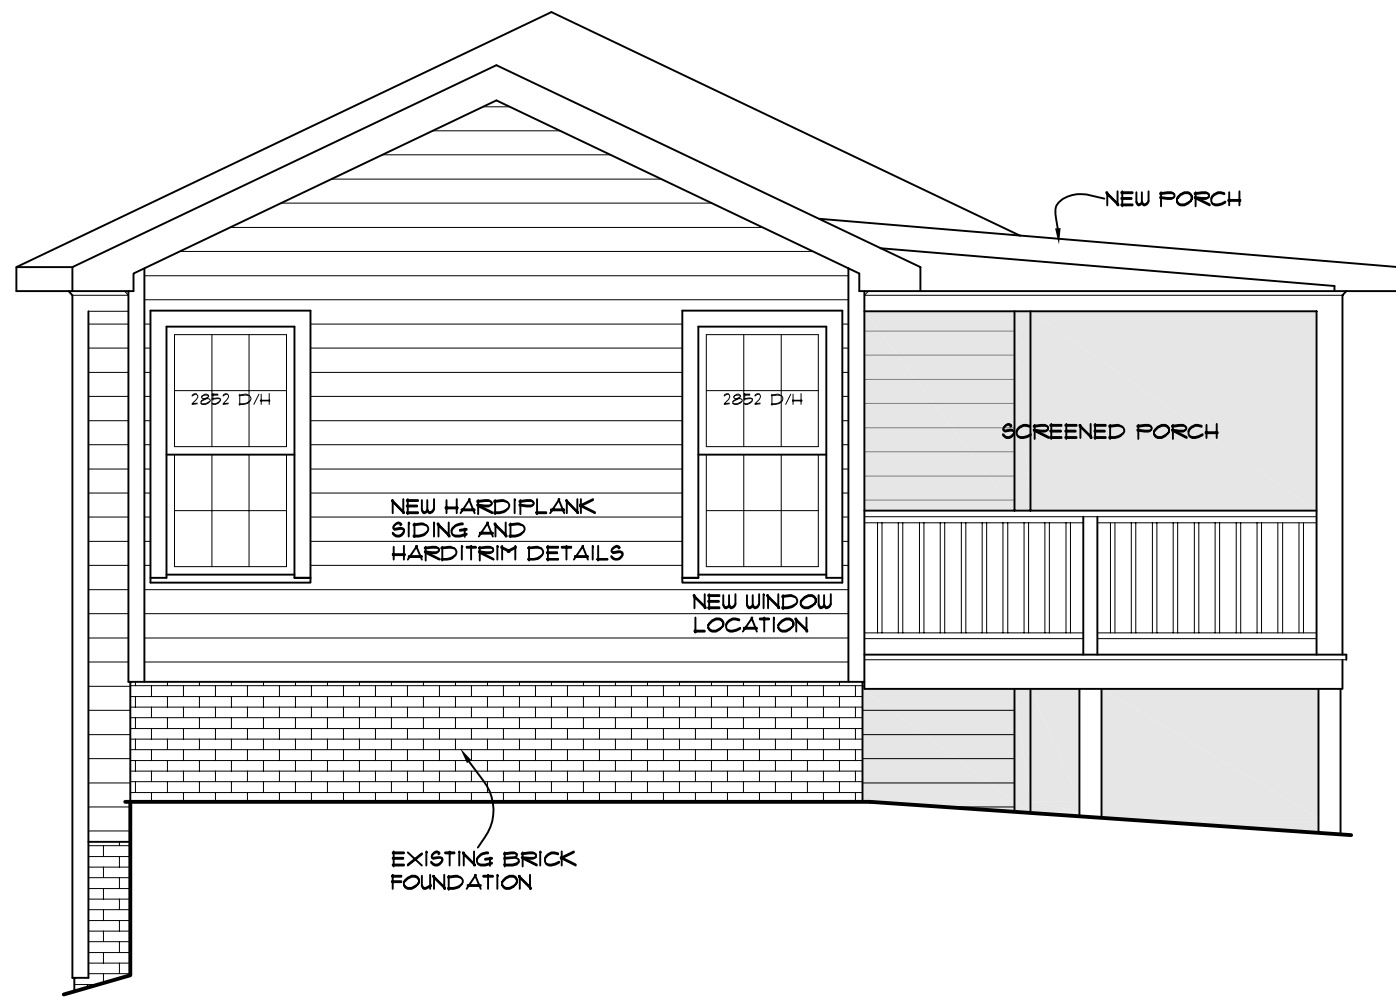 NEW PORCH
2852 D/H
2852 D/H
SCREENED PORCH
NEW HARDIPLANK
SIDING AND
HARDITRIM DETAILS
NEW WINDOW
LOCATION
EXISTING BRICK
FOUNDATION